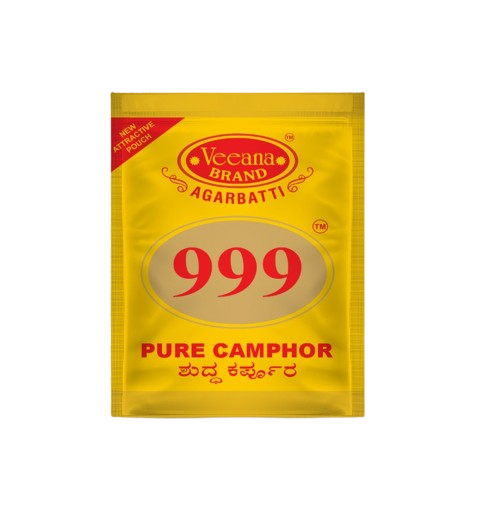 NEW
ATTRACTIVE
POUCH
Veeana
TM
BRAND
AGARBATTI
TM
999
PURE CAMPHOR
ಶುದ್ಧ ಕರ್ಪ್ಪೂರ